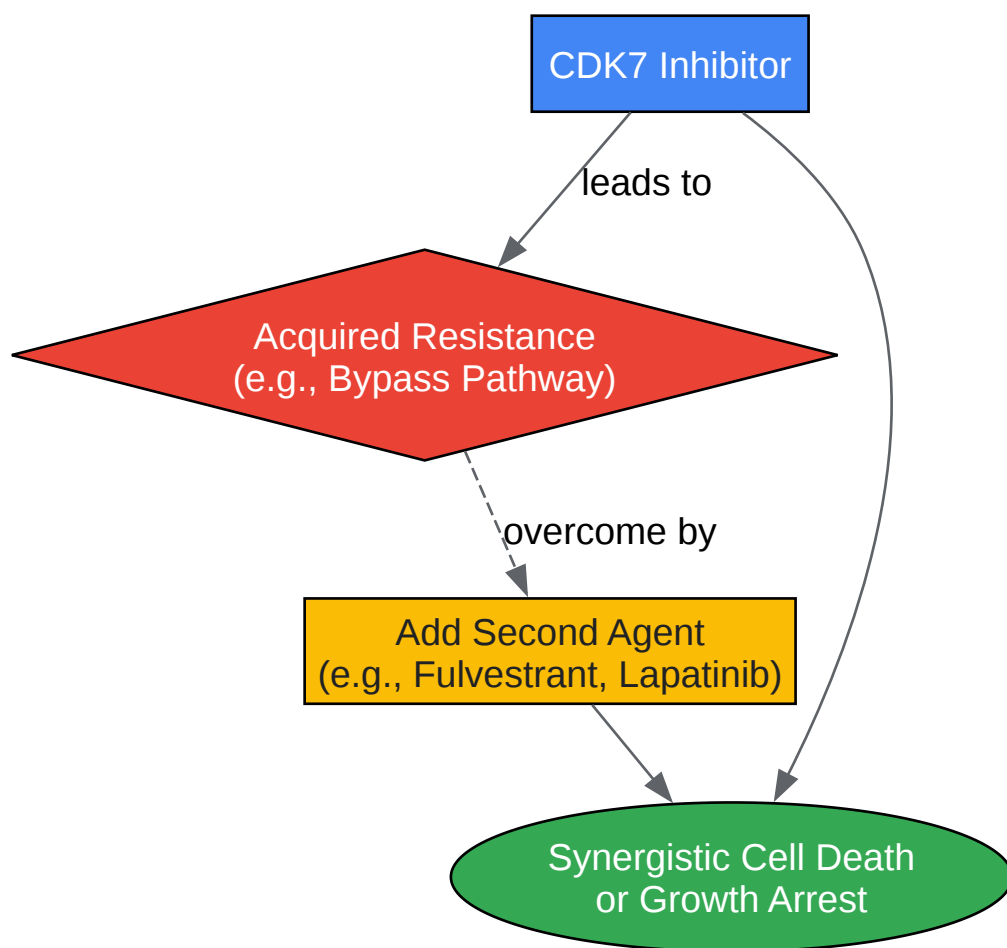 CDK7 Inhibitor
leads to
Acquired Resistance
(e.g., Bypass Pathway)
overcome by
Add Second Agent
(e.g., Fulvestrant, Lapatinib)
Synergistic Cell Death
or Growth Arrest